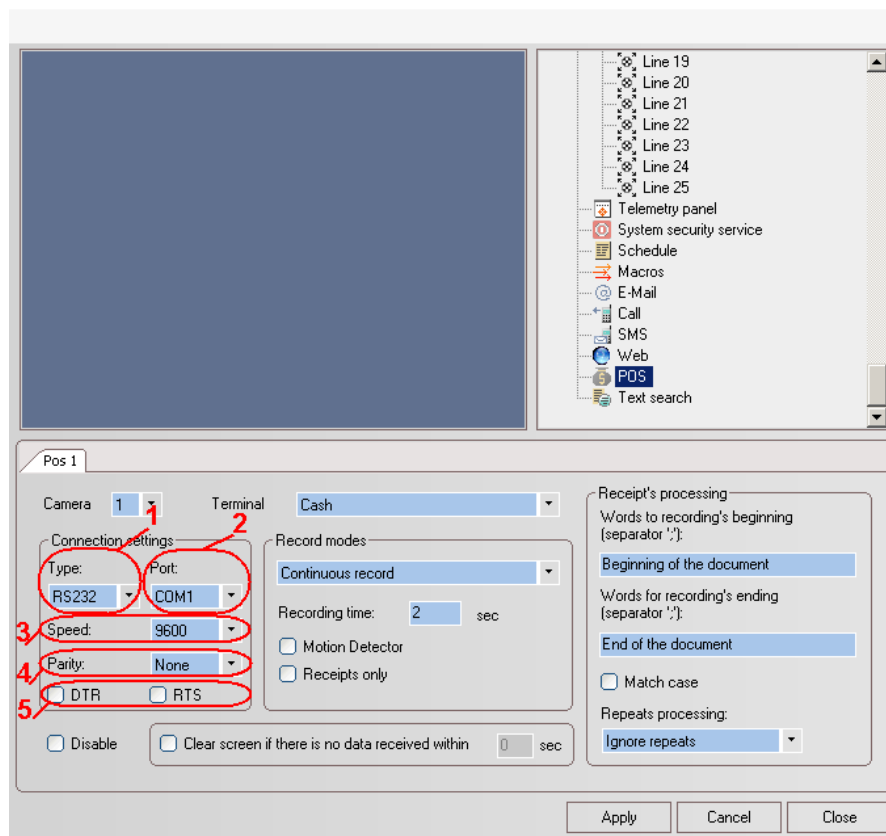 Line 19
Line 20
Line 21
Line 22
Line 23
Line 24
Line 25
Telemetry panel
System security service
Schedule
Macros
E-Mail
Call
SMS
Web
POS
Text search
Pos 1
Camera 1 Terminal Cash
1 2
Connection settings
Type: Port:
RS232 COM1
3 Speed: 9600
4 Parity: None
5 DTR RTS
Record modes
Continuous record
Recording time: 2 sec
Motion Detector
Receipts only
Receipt's processing
Words to recording's beginning
(separator ';'):
Beginning of the document
Words for recording's ending
(separator ';'):
End of the document
Match case
Repeats processing:
Ignore repeats
Disable Clear screen if there is no data received within 0 sec
Apply Cancel Close